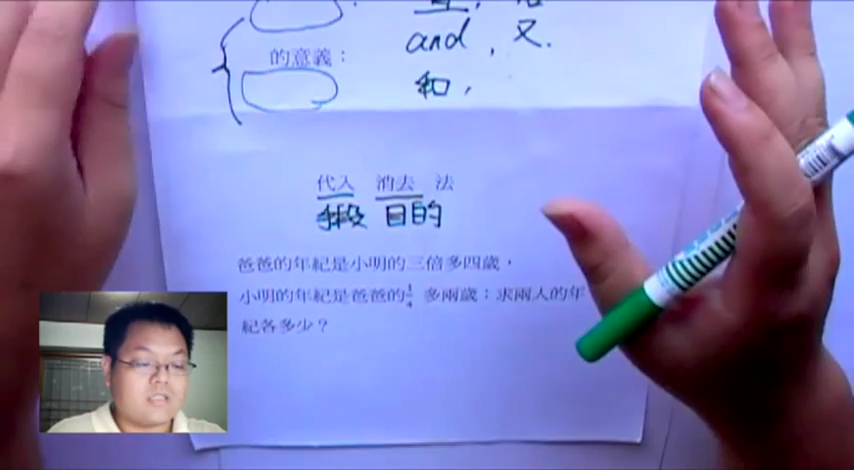 and , 又.
的意義：
和，
代入 消去 法
手段 目的
爸爸的年紀是小明的三倍多四歲，
小明的年紀是爸爸的1/4 多兩歲：求兩人的年
紀各多少？